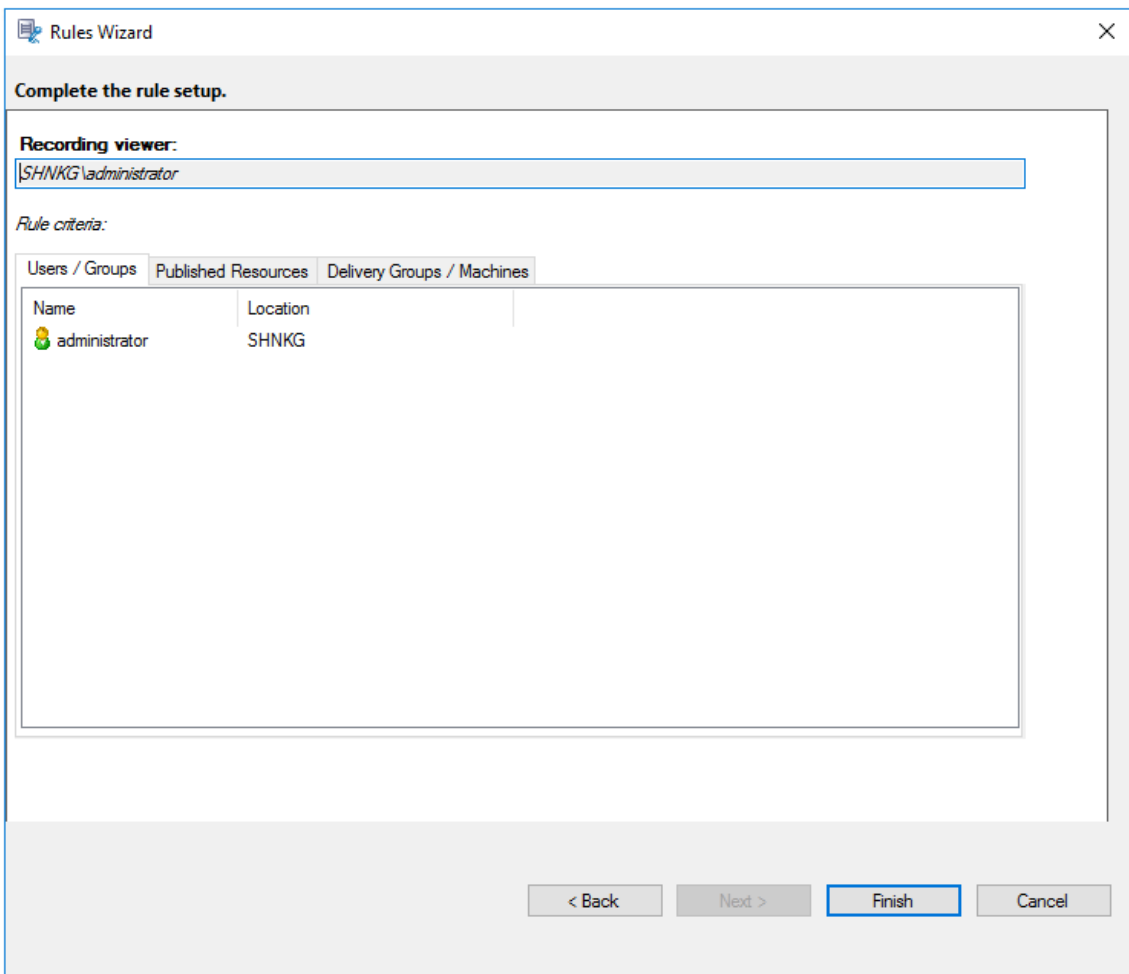 Rules Wizard
Complete the rule setup.
Recording viewer:
SHNKG\administrator
Rule criteria:
Users / Groups Published Resources Delivery Groups / Machines
Name Location
administrator SHNKG
< Back Next > Finish Cancel